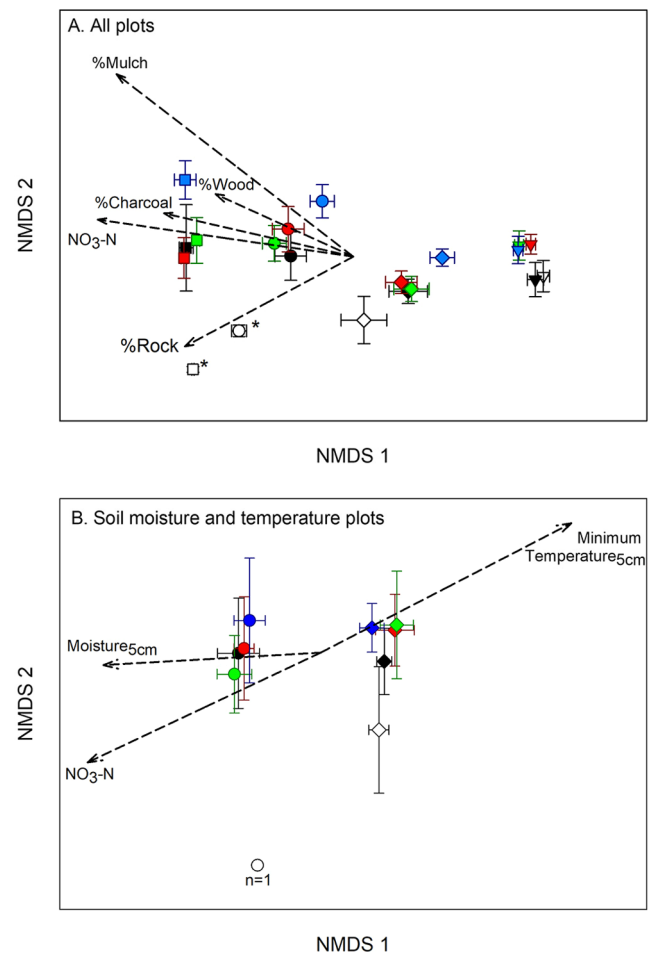 A. All plots
%Mulch
%Wood
%Charcoal
NO3-N
%Rock
*
*
NMDS 2
NMDS 1
B. Soil moisture and temperature plots
Minimum
Temperature5cm
Moisture5cm
NO3-N
n=1
NMDS 2
NMDS 1